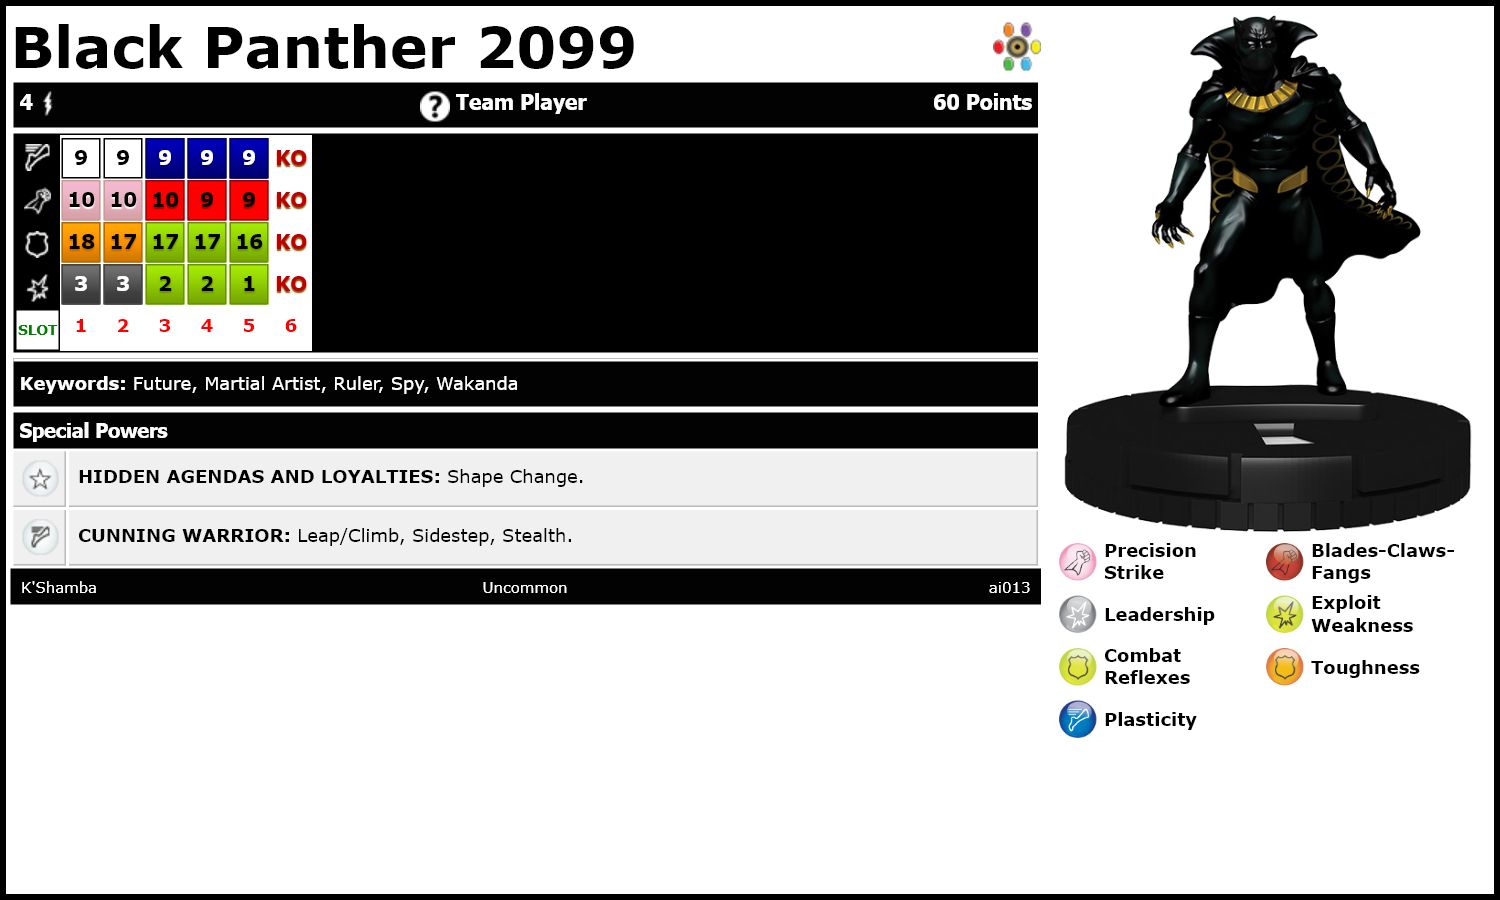 Black Panther 2099
4 Team Player 60 Points
9 9 9 9 9 KO
10 10 10 9 9 KO
18 17 17 17 16 KO
3 3 2 2 1 KO
SLOT 1 2 3 4 5 6
Keywords: Future, Martial Artist, Ruler, Spy, Wakanda
Special Powers
HIDDEN AGENDAS AND LOYALTIES: Shape Change.
CUNNING WARRIOR: Leap/Climb, Sidestep, Stealth.
K'Shamba Uncommon ai013
Precision
Strike
Blades-Claws-
Fangs
Leadership
Exploit
Weakness
Combat
Reflexes
Toughness
Plasticity